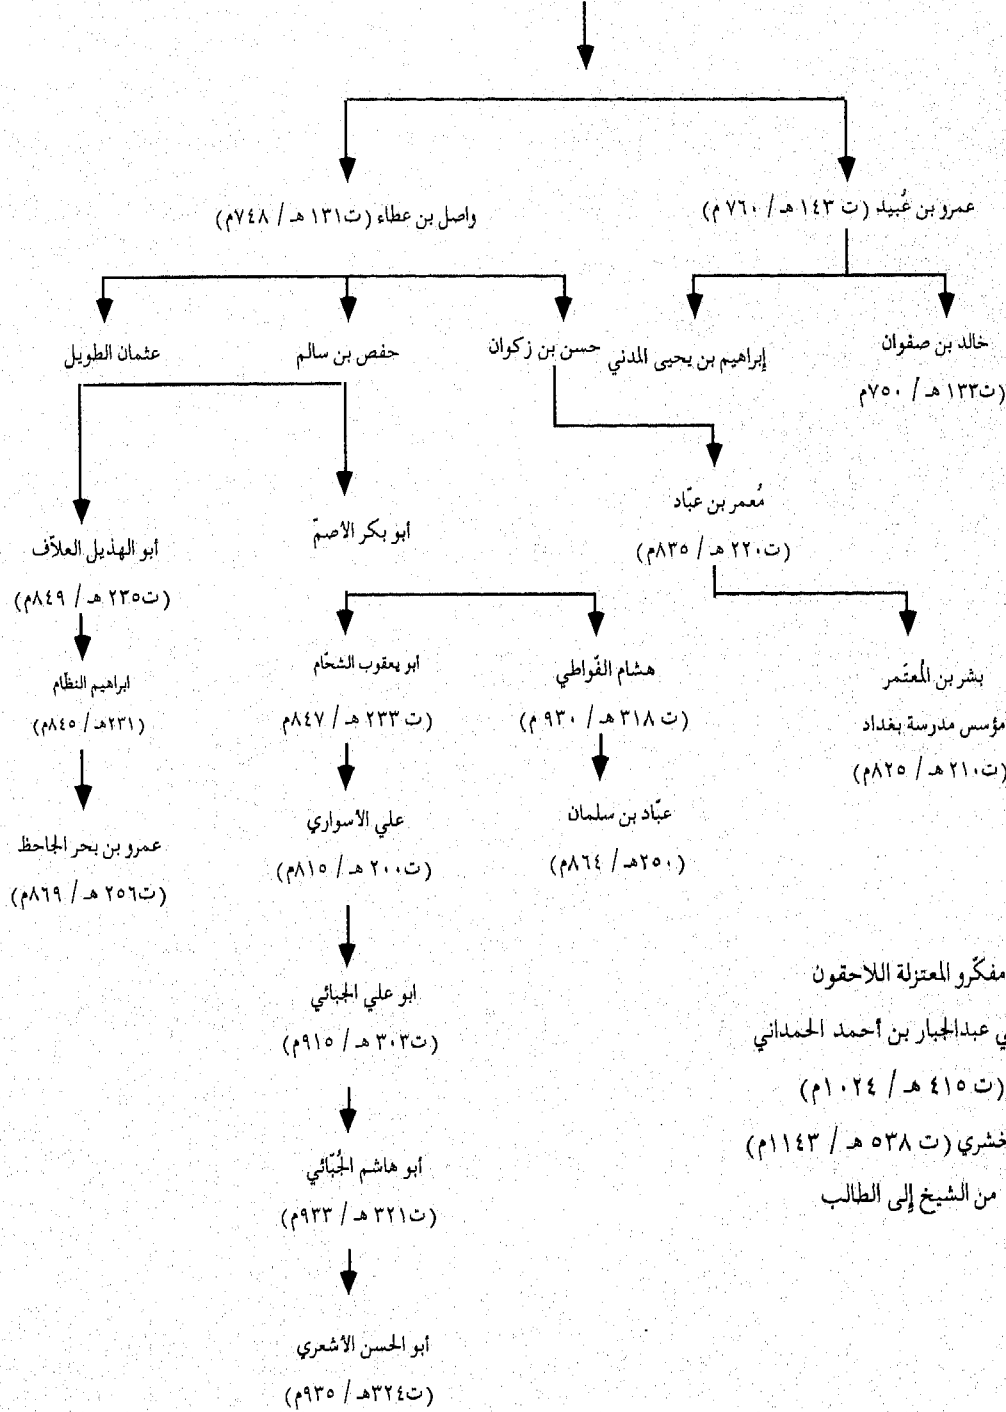 عمرو بن عُبيد (ت ١٤٣ هـ / ٧٦٠ م)
واصل بن عطاء (ت١٣١ هـ / ٧٤٨م)
خالد بن صفوان
(ت١٣٣ هـ / ٧٥٠م
إبراهيم بن يحيى المدني
حسن بن زكوان
حفص بن سالم
عثمان الطويل
مُعمر بن عبّاد
(ت٢٢٠ هـ / ٨٣٥م)
أبو بكر الأصمّ
أبو الهذيل العلاّف
(ت٢٣٥ هـ / ٨٤٩م)
بشر بن المُعتَمر
مؤسس مدرسة بغداد
(ت٢١٠ هـ / ٨٢٥م)
هشام الفّواطي
(ت ٣١٨ هـ / ٩٣٠ م)
أبو يعقوب الشحّام
(ت ٢٣٣ هـ / ٨٤٧م
ابراهيم النظّام
(٢٣١هـ / ٨٤٥م)
عبّاد بن سلمان
(٢٥٠هـ / ٨٦٤م)
علي الأسواري
(ت٢٠٠ هـ / ٨١٥م)
عمرو بن بحر الجاحظ
(ت٢٥٦ هـ / ٨٦٩م)
ابو علي الجبائي
(ت٣٠٣ هـ / ٩١٥م)
أبو هاشم الجُبّائي
(ت٣٢١ هـ / ٩٣٣م)
أبو الحسن الأشعري
(ت٣٢٤هـ / ٩٣٥م)
مفكّرو المعتزلة اللاحقون
ي عبدالجبار بن أحمد الحمداني
(ت ٤١٥ هـ / ١٠٢٤م)
خشري (ت ٥٣٨ هـ / ١١٤٣م)
من الشيخ إلى الطالب